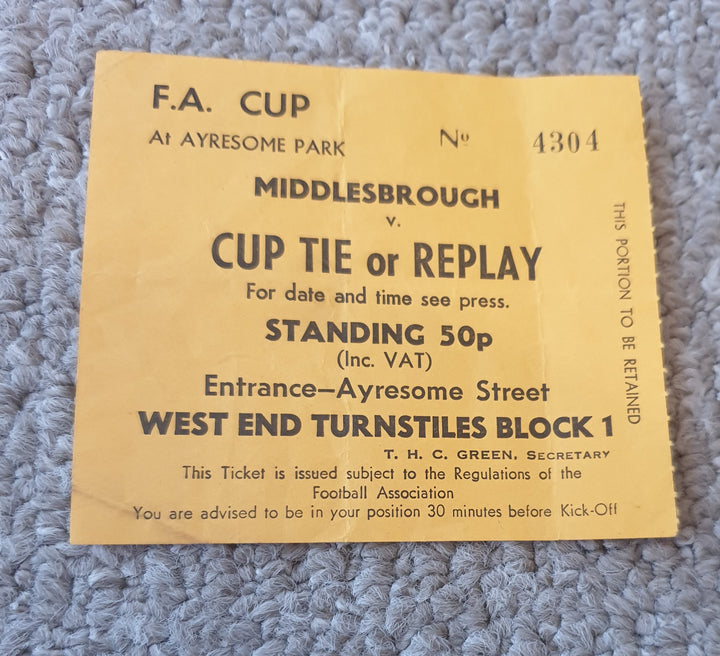 F.A. CUP
At AYRESOME PARK
Nº 4304
MIDDLESBROUGH
v.
CUP TIE or REPLAY
For date and time see press.
STANDING 50p
(Inc. VAT)
Entrance—Ayresome Street
WEST END TURNSTILES BLOCK 1
T. H. C. GREEN, SECRETARY
This Ticket is issued subject to the Regulations of the
Football Association
You are advised to be in your position 30 minutes before Kick-Off
THIS PORTION TO BE RETAINED